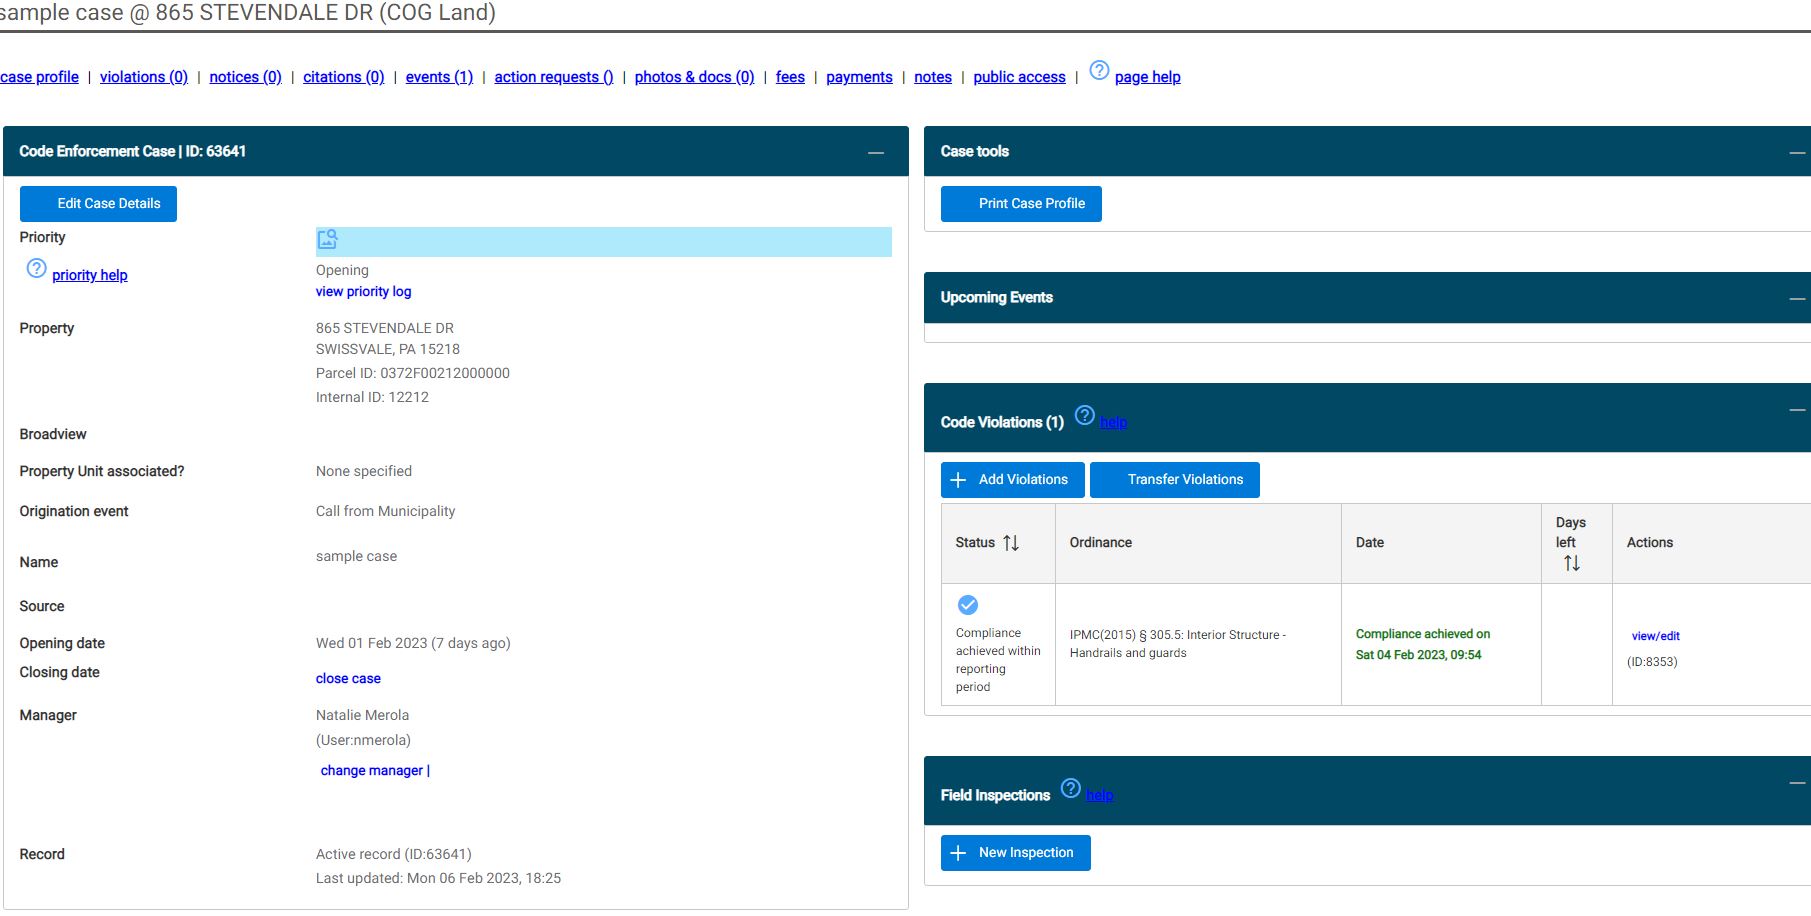 sample case @ 865 STEVENDALE DR (COG Land)
case profile | violations (0) | notices (0) | citations (0) | events (1) | action requests () | photos & docs (0) | fees | payments | notes | public access | page help
Code Enforcement Case | ID: 63641
Edit Case Details
Priority
priority help
Opening
view priority log
Property
865 STEVENDALE DR
SWISSVALE, PA 15218
Parcel ID: 0372F00212000000
Internal ID: 12212
Broadview
Property Unit associated?
None specified
Origination event
Call from Municipality
Name
sample case
Source
Opening date
Wed 01 Feb 2023 (7 days ago)
Closing date
close case
Manager
Natalie Merola
(User:nmerola)
change manager |
Record
Active record (ID:63641)
Last updated: Mon 06 Feb 2023, 18:25
Case tools
Print Case Profile
Upcoming Events
Code Violations (1) help
Add Violations
Transfer Violations
Status
Ordinance
Date
Days
left
Actions
Compliance
achieved within
reporting
period
IPMC(2015) § 305.5: Interior Structure -
Handrails and guards
Compliance achieved on
Sat 04 Feb 2023, 09:54
view/edit
(ID:8353)
Field Inspections help
New Inspection